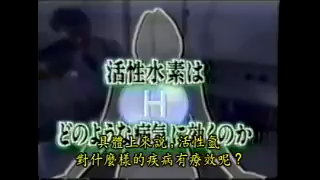 活性水素は
H
どのような病気に効くのか
具體上來說，活性氫
對什麼樣的疾病有療效呢？